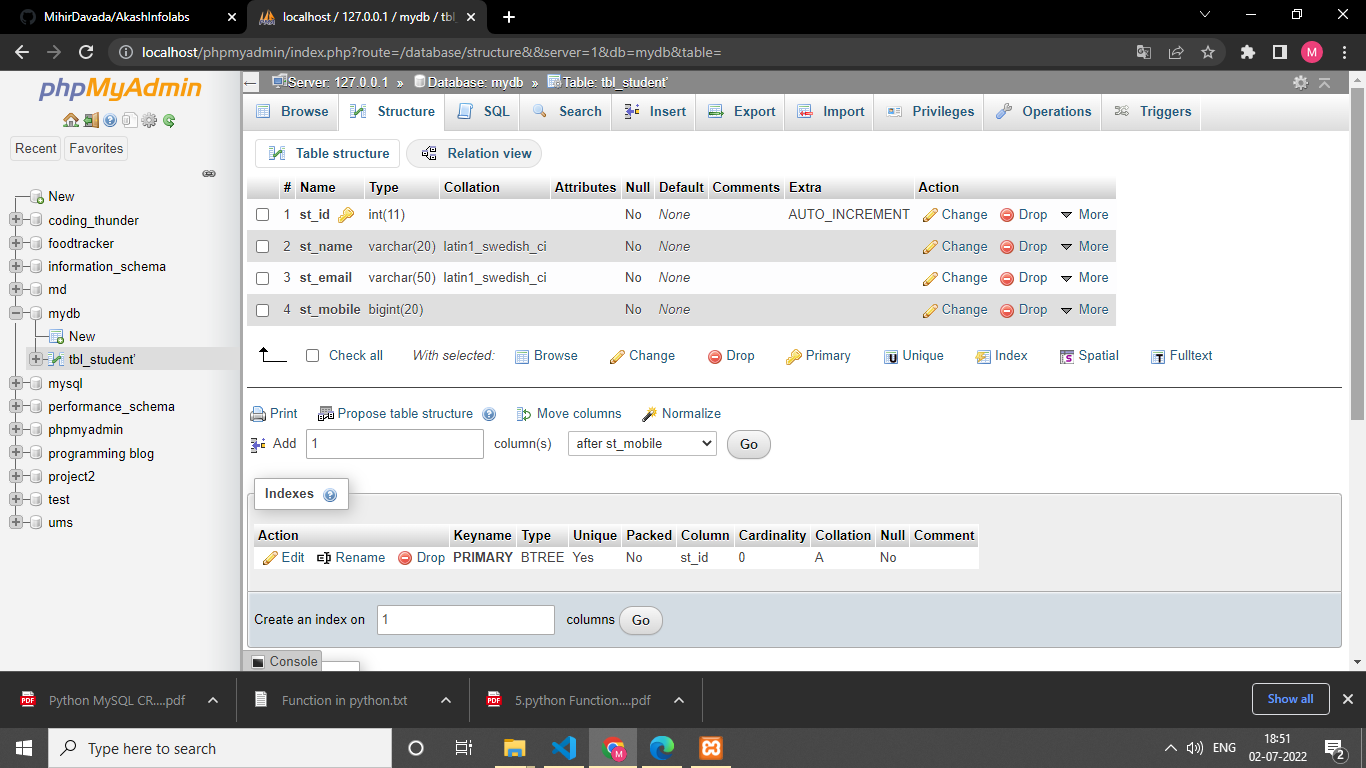 MihirDavada/AkashInfolabs
localhost / 127.0.0.1 / mydb / tbl_
localhost/phpmyadmin/index.php?route=/database/structure&&server=1&db=mydb&table=
M
phpMyAdmin
Recent Favorites
New
coding_thunder
foodtracker
information_schema
md
mydb
New
tbl_student`
mysql
performance_schema
phpmyadmin
programming blog
project2
test
ums
Server: 127.0.0.1 » Database: mydb » Table: tbl_student`
Browse Structure SQL Search Insert Export Import Privileges Operations Triggers
Table structure Relation view
# Name Type Collation Attributes Null Default Comments Extra Action
1 st_id int(11) No None AUTO_INCREMENT Change Drop More
2 st_name varchar(20) latin1_swedish_ci No None Change Drop More
3 st_email varchar(50) latin1_swedish_ci No None Change Drop More
4 st_mobile bigint(20) No None Change Drop More
Check all With selected: Browse Change Drop Primary Unique Index Spatial Fulltext
Print Propose table structure Move columns Normalize
Add 1 column(s) after st_mobile Go
Indexes
Action Keyname Type Unique Packed Column Cardinality Collation Null Comment
Edit Rename Drop PRIMARY BTREE Yes No st_id 0 A No
Create an index on 1 columns Go
Console
Python MySQL CR....pdf Function in python.txt 5.python Function....pdf Show all
Type here to search
M
ENG
18:51
02-07-2022
2